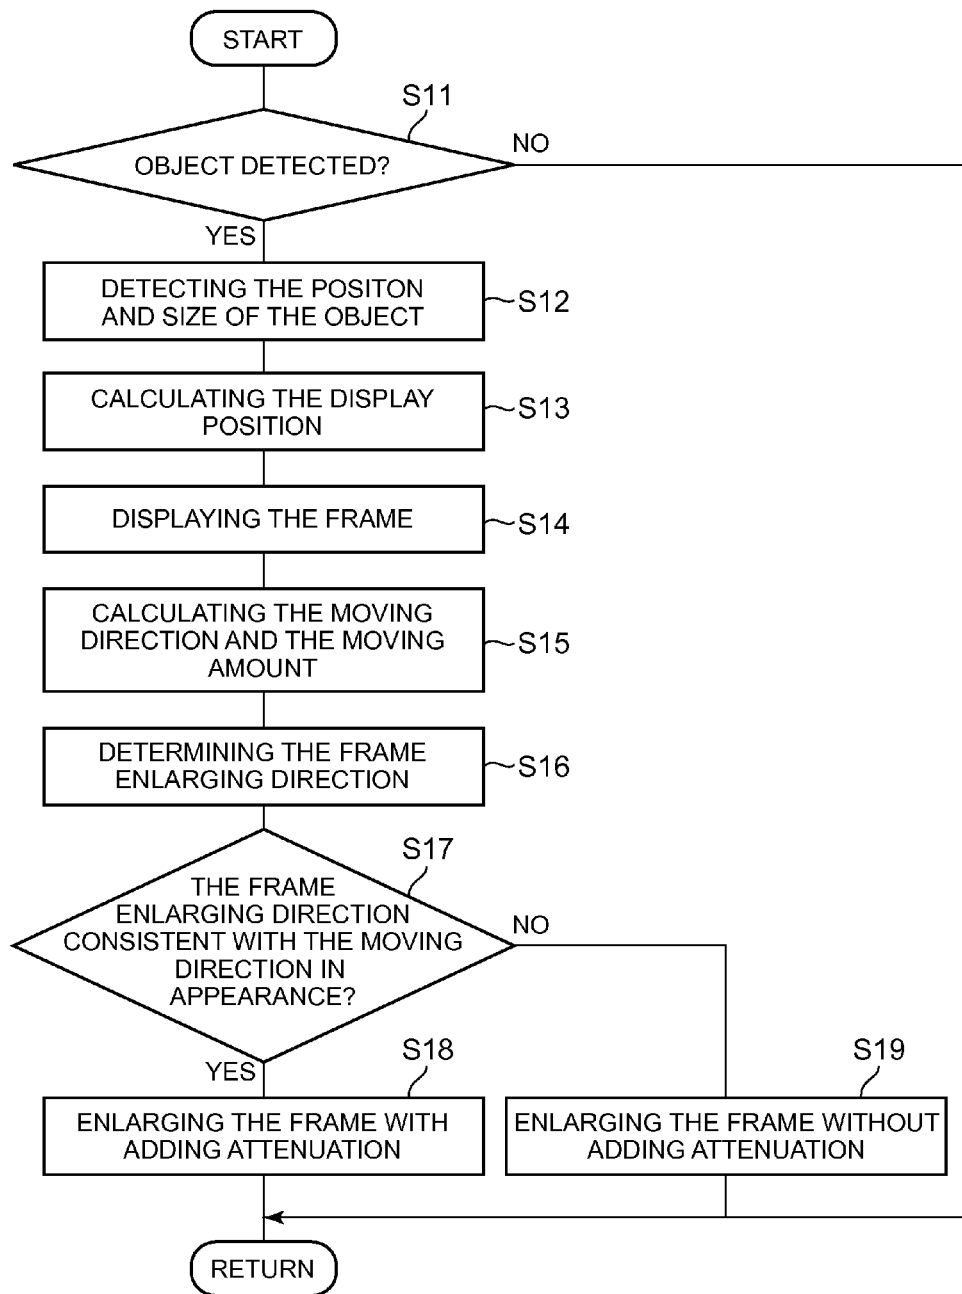 START
S11
OBJECT DETECTED?
NO
YES
DETECTING THE POSITON
AND SIZE OF THE OBJECT
S12
CALCULATING THE DISPLAY
POSITION
S13
DISPLAYING THE FRAME
S14
CALCULATING THE MOVING
DIRECTION AND THE MOVING
AMOUNT
S15
DETERMINING THE FRAME
ENLARGING DIRECTION
S16
S17
THE FRAME
ENLARGING DIRECTION
CONSISTENT WITH THE MOVING
DIRECTION IN
APPEARANCE?
NO
YES
S18
ENLARGING THE FRAME WITH
ADDING ATTENUATION
S19
ENLARGING THE FRAME WITHOUT
ADDING ATTENUATION
RETURN